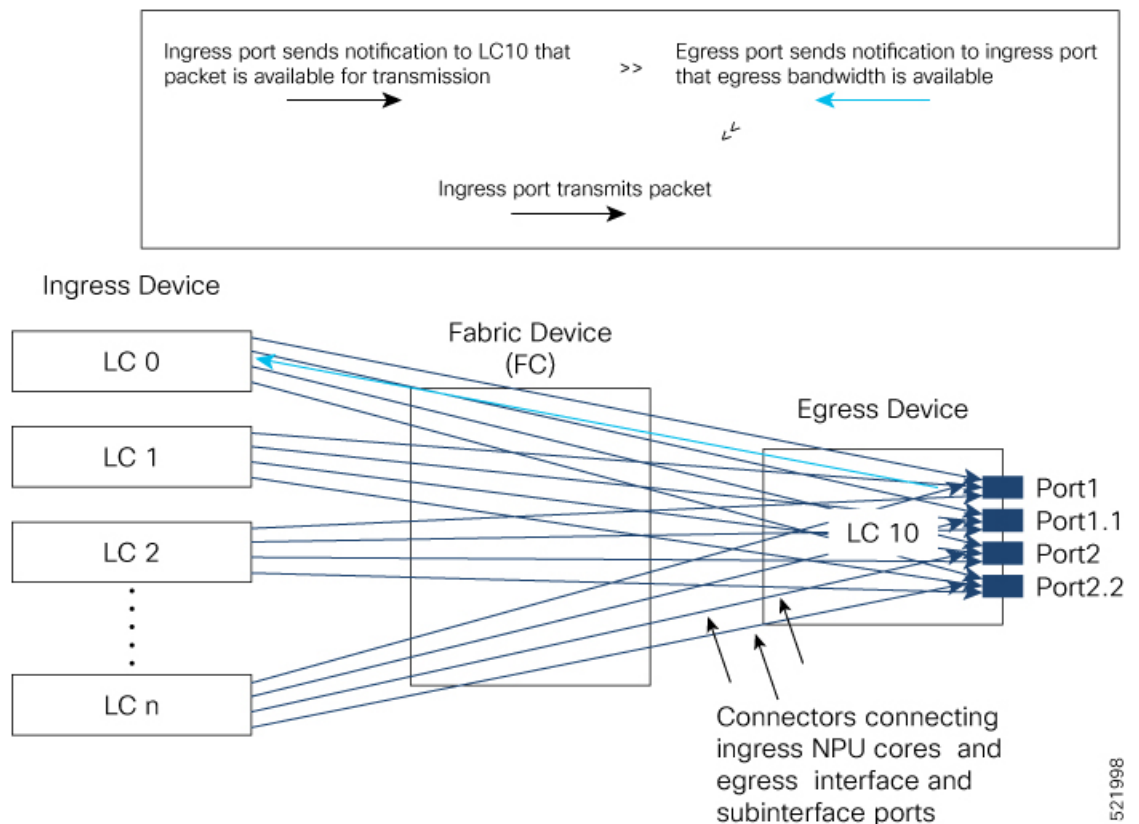 Ingress port sends notification to LC10 that
packet is available for transmission
>>
Egress port sends notification to ingress port
that egress bandwidth is available
Ingress port transmits packet
Ingress Device
LC 0
LC 1
LC 2
LC n
Fabric Device
(FC)
Egress Device
LC 10
Port1
Port1.1
Port2
Port2.2
Connectors connecting
ingress NPU cores and
egress interface and
subinterface ports
521998